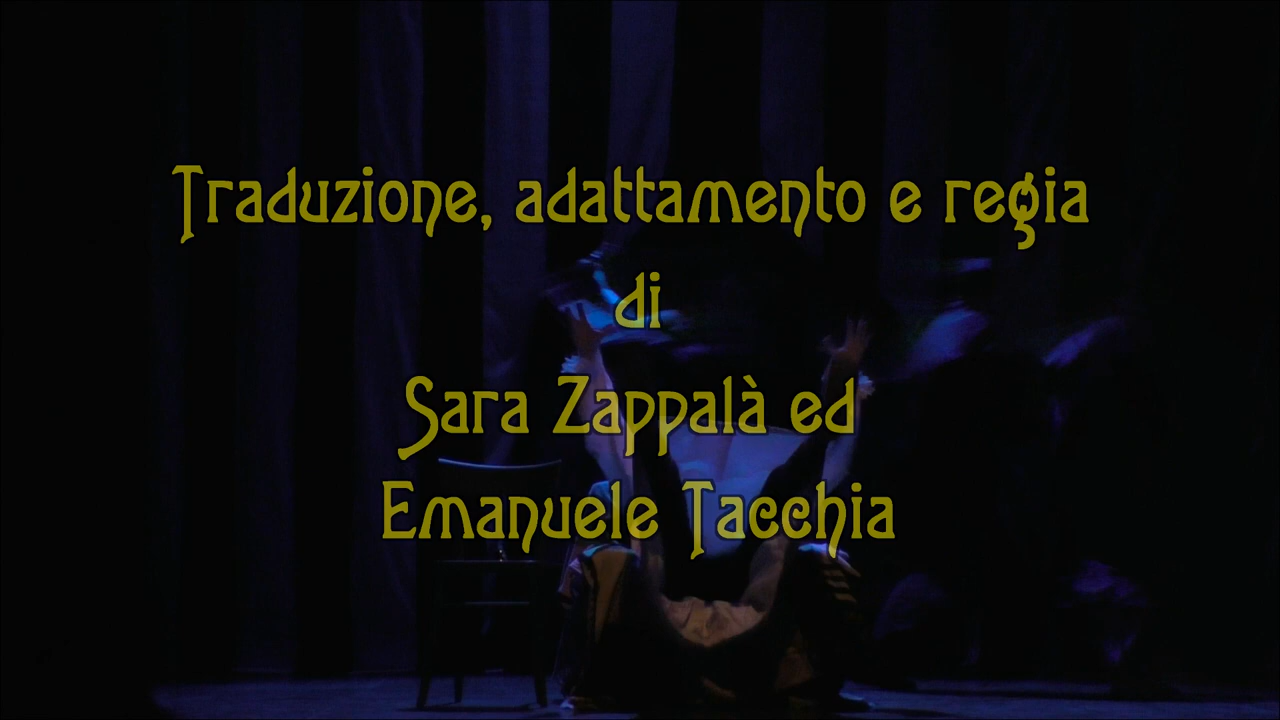 Traduzione, adattamento e regia
di
Sara Zappalà ed
Emanuele Tacchia